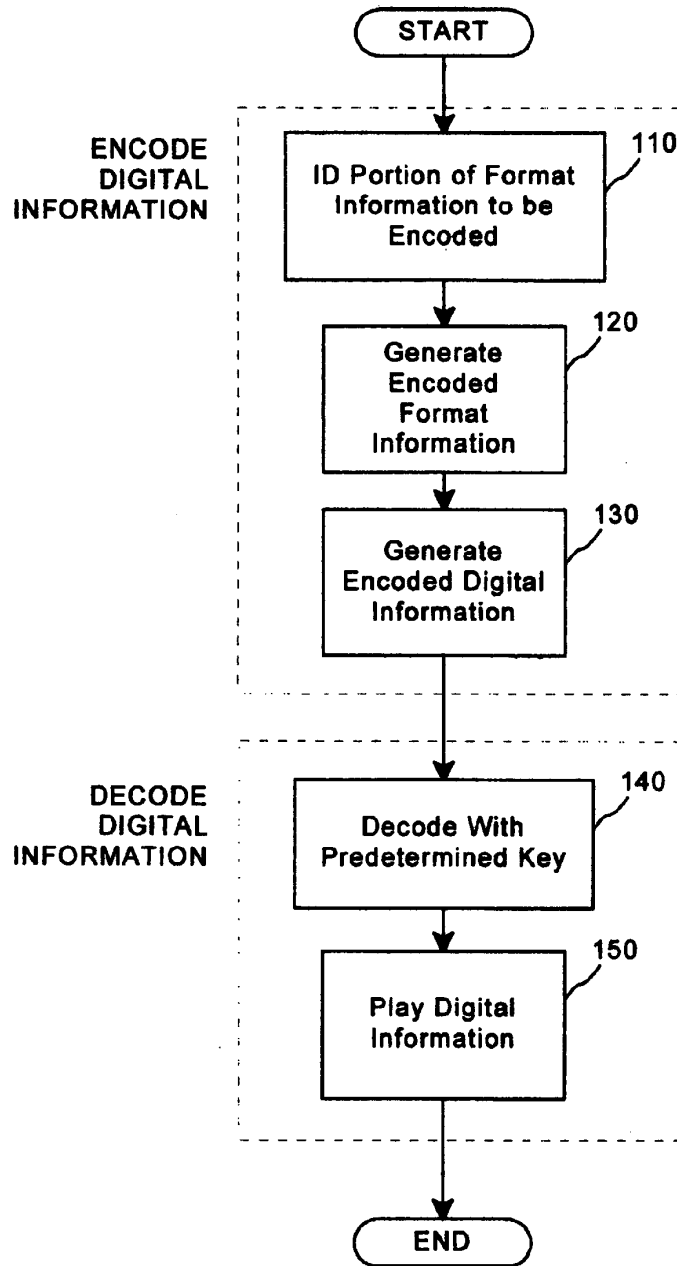 START
ENCODE
DIGITAL
INFORMATION
110
ID Portion of Format
Information to be
Encoded
120
Generate
Encoded
Format
Information
130
Generate
Encoded Digital
Information
DECODE
DIGITAL
INFORMATION
140
Decode With
Predetermined Key
150
Play Digital
Information
END